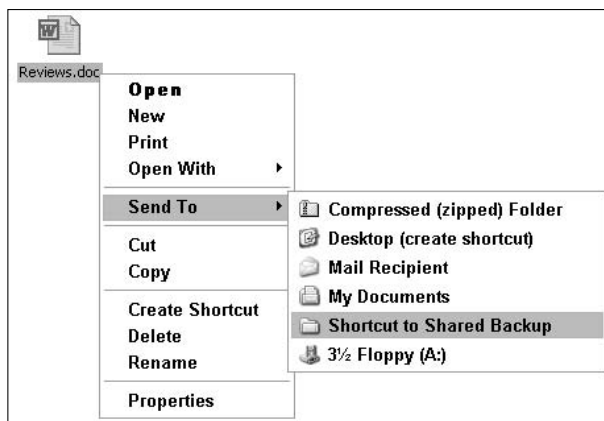 Reviews.doc
Open
New
Print
Open With
Send To
Cut
Copy
Create Shortcut
Delete
Rename
Properties
Compressed (zipped) Folder
Desktop (create shortcut)
Mail Recipient
My Documents
Shortcut to Shared Backup
3½ Floppy (A:)